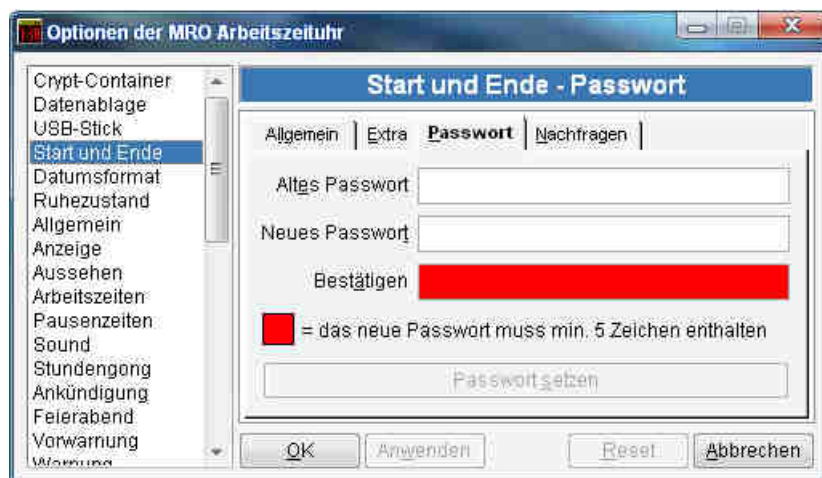 Optionen der MRO Arbeitszeituhr
Crypt-Container
Datenablage
USB-Stick
Start und Ende
Datumsformat
Ruhezustand
Allgemein
Anzeige
Aussehen
Arbeitszeiten
Pausenzeiten
Sound
Stundengong
Ankündigung
Feierabend
Vorwarnung
Warnung
Start und Ende - Passwort
Allgemein Extra Passwort Nachfragen
Altes Passwort
Neues Passwort
Bestätigen
= das neue Passwort muss min. 5 Zeichen enthalten
Passwort setzen
OK Anwenden Reset Abbrechen